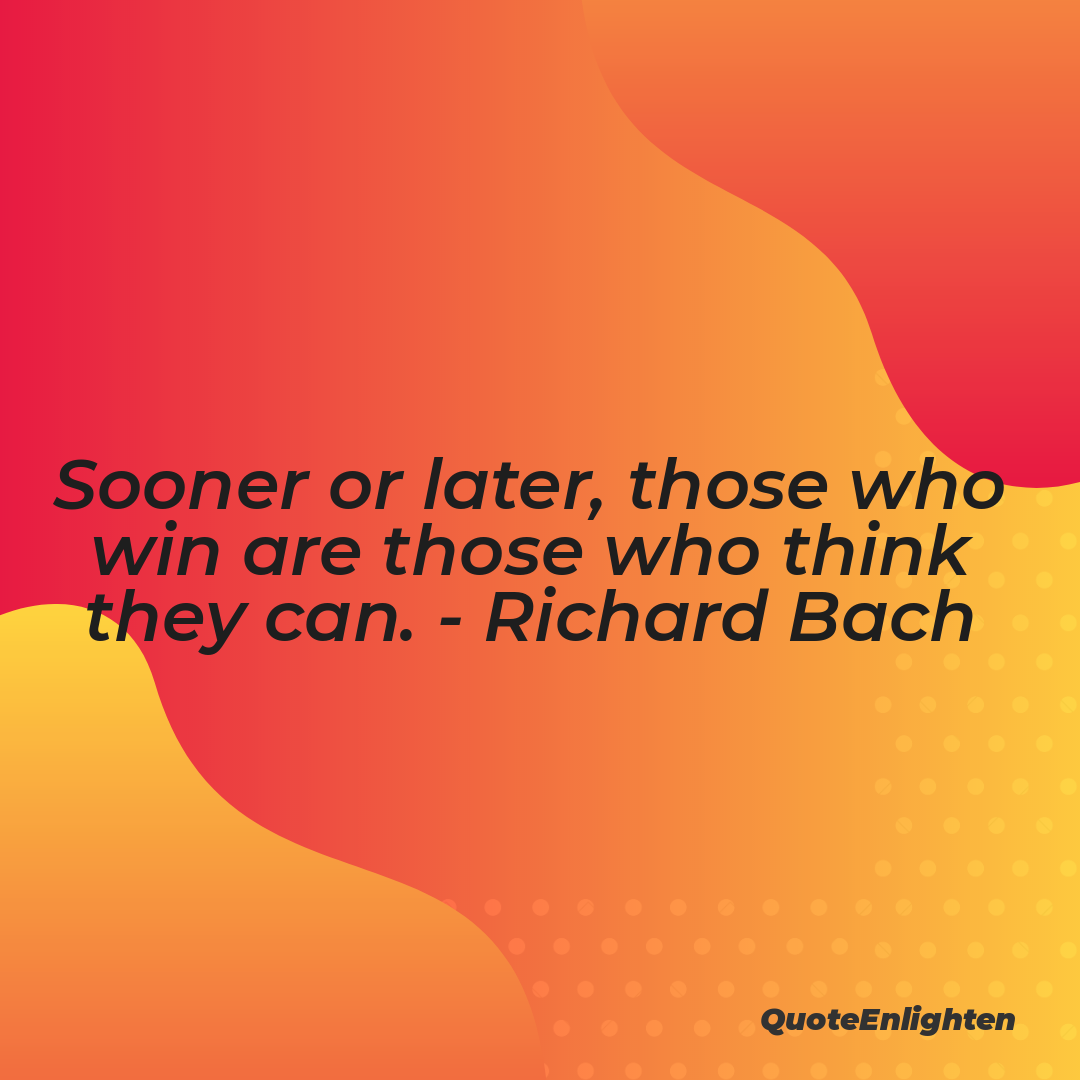 Sooner or later, those who
win are those who think
they can. - Richard Bach
QuoteEnlighten